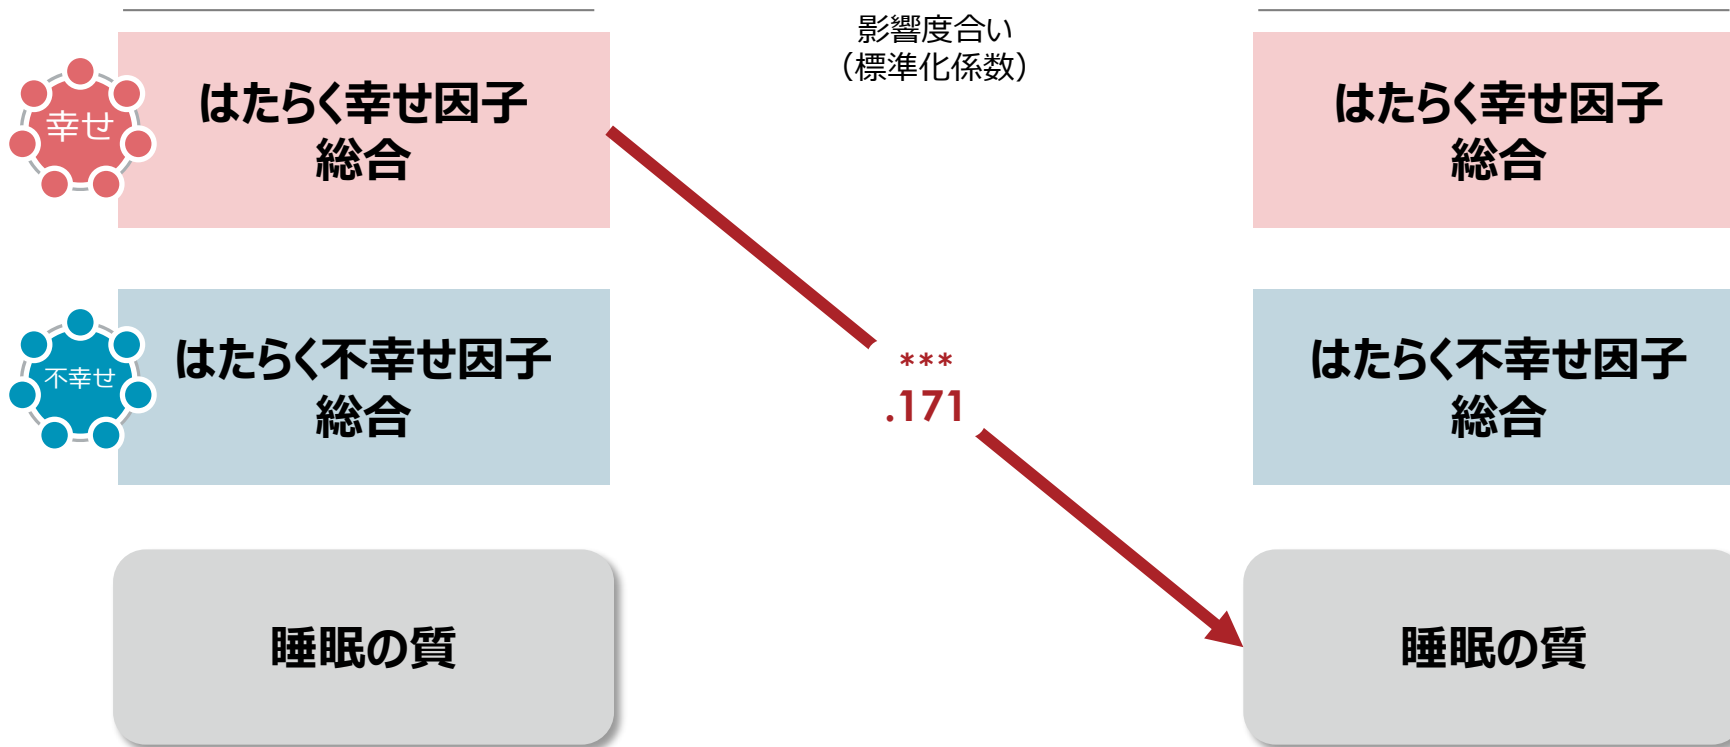 影響度合い
（標準化係数）
幸せ
はたらく幸せ因子
総合
はたらく幸せ因子
総合
不幸せ
はたらく不幸せ因子
総合
***
.171
はたらく不幸せ因子
総合
睡眠の質
睡眠の質